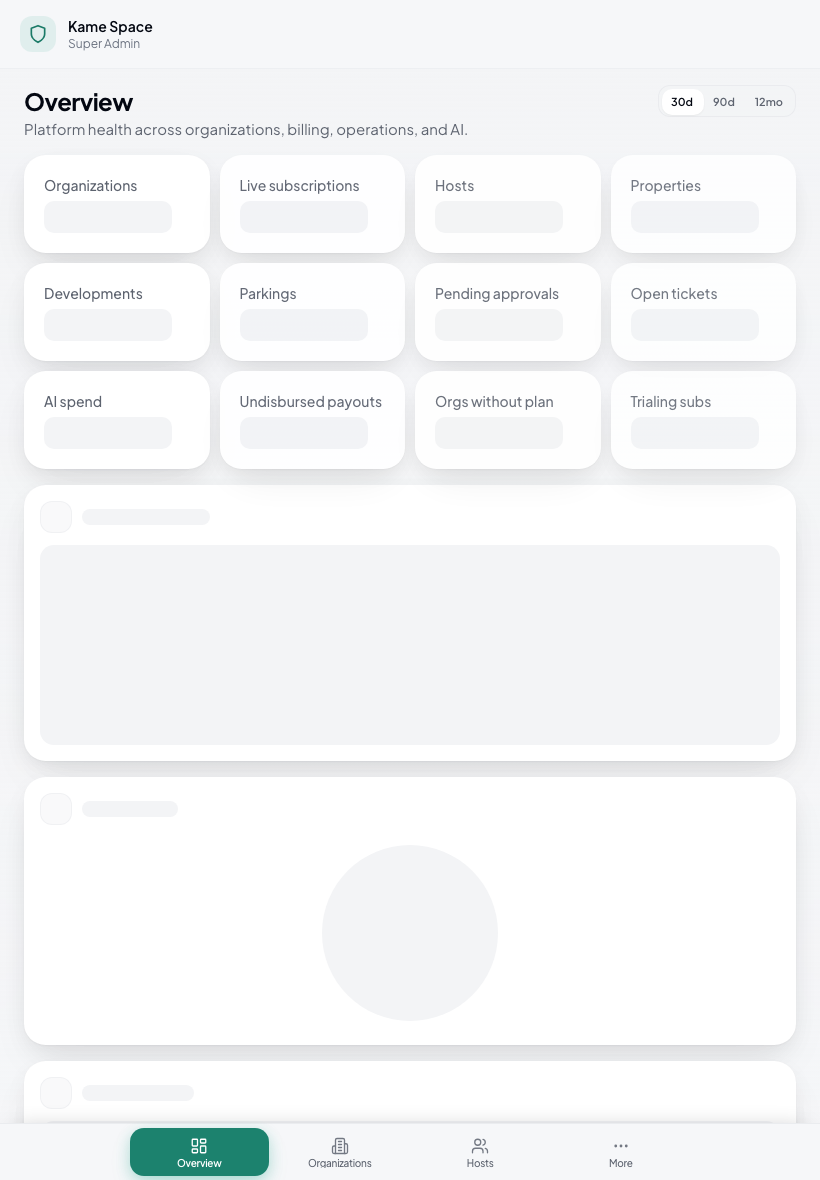 Kame Space
Super Admin
Overview
30d 90d 12mo
Platform health across organizations, billing, operations, and AI.
Organizations
Live subscriptions
Hosts
Properties
Developments
Parkings
Pending approvals
Open tickets
AI spend
Undisbursed payouts
Orgs without plan
Trialing subs
Overview
Organizations
Hosts
More